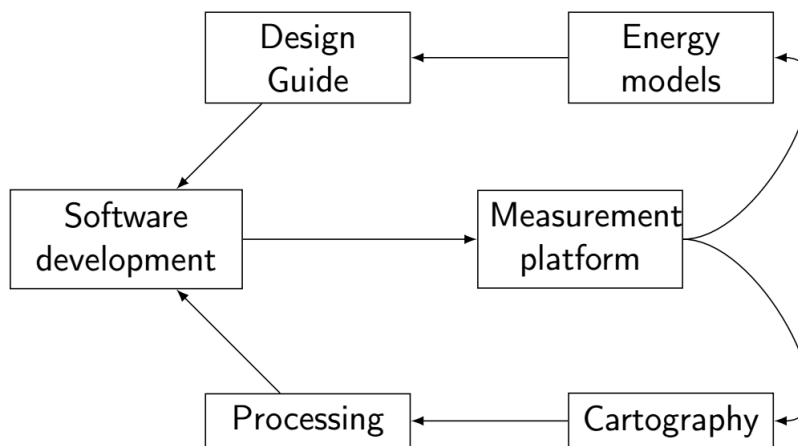 Design
Guide
Energy
models
Software
development
Measurement
platform
Processing
Cartography